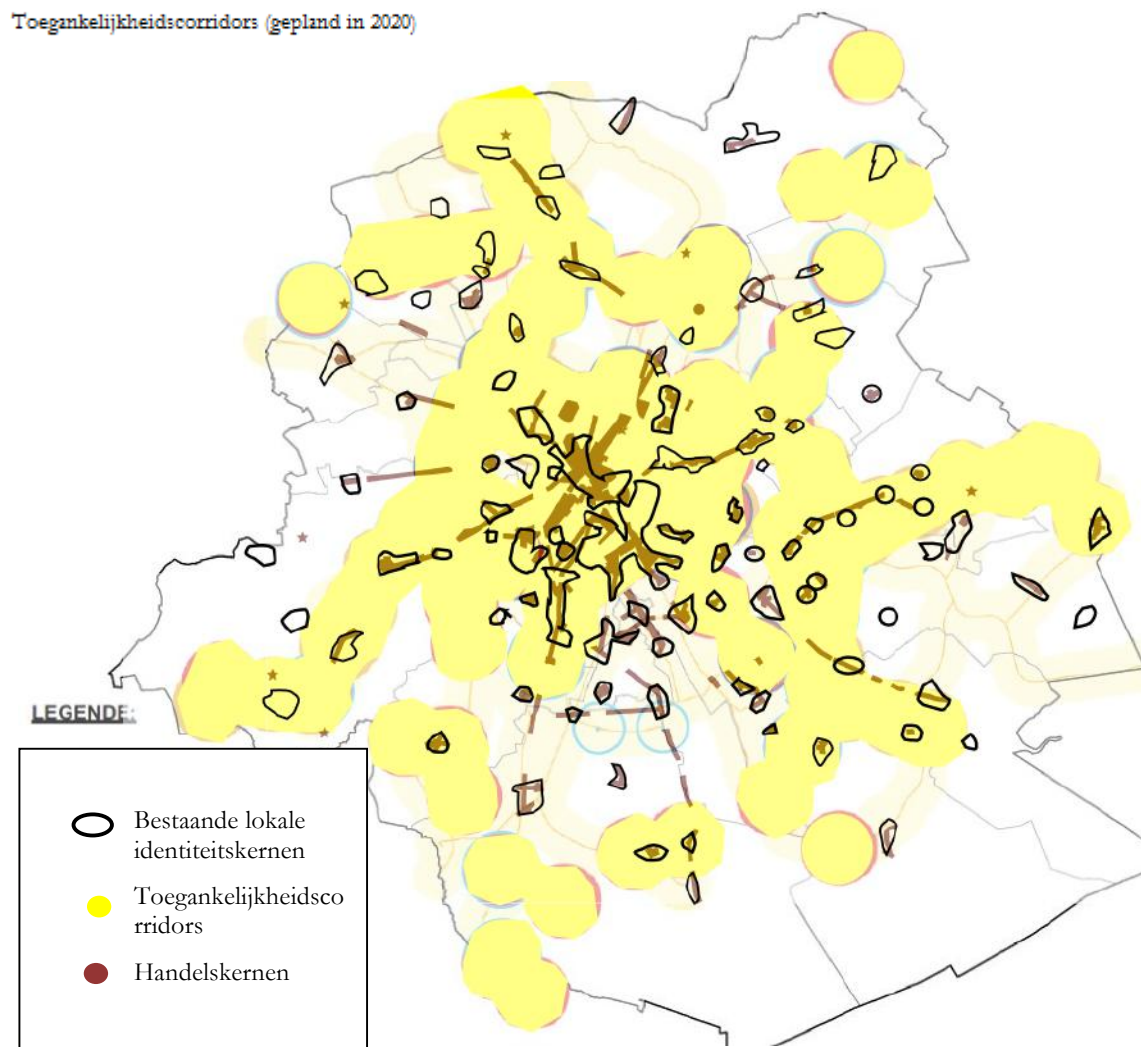 Toegankelijkheidscorridors (gepland in 2020)
LEGENDE:
Bestaande lokale
identiteitskernen
Toegankelijkheidsco
rridors
Handelskernen